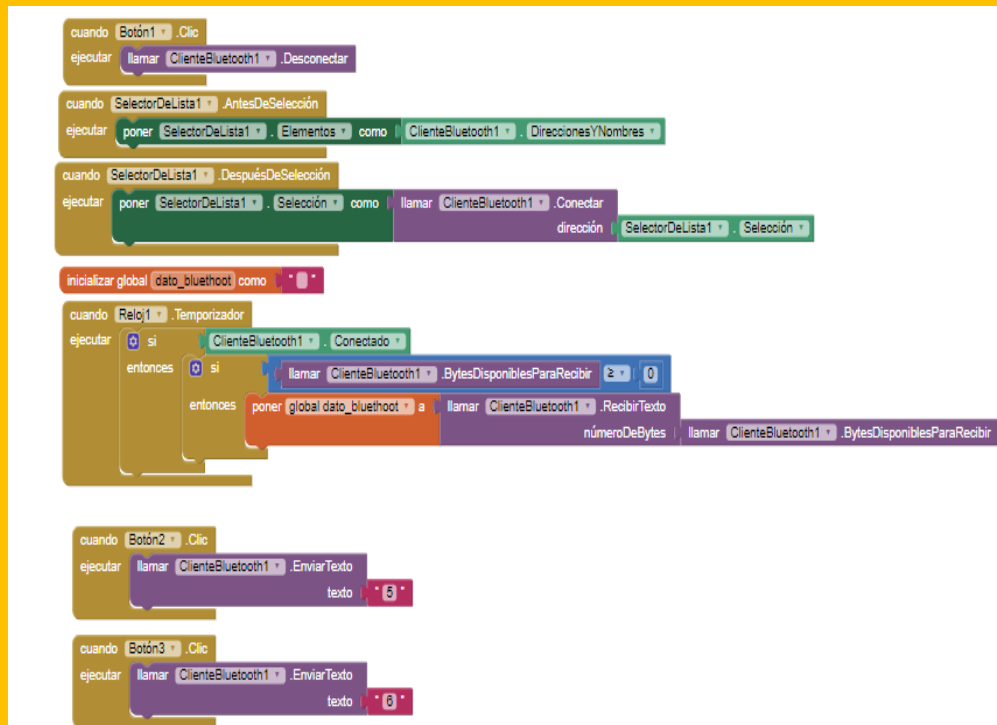 cuando Botón1 .Clic
ejecutar llamar ClienteBluetooth1 .Desconectar
cuando SelectorDeLista1 .AntesDeSelección
ejecutar poner SelectorDeLista1 . Elementos como ClienteBluetooth1 . DireccionesYNombres
cuando SelectorDeLista1 .DespuésDeSelección
ejecutar poner SelectorDeLista1 . Selección como llamar ClienteBluetooth1 .Conectar
dirección SelectorDeLista1 . Selección
inicializar global dato_bluethoot como " "
cuando Reloj1 .Temporizador
ejecutar si ClienteBluetooth1 . Conectado
entonces si llamar ClienteBluetooth1 .BytesDisponiblesParaRecibir ≥ 0
entonces poner global dato_bluethoot a llamar ClienteBluetooth1 .RecibirTexto
númeroDeBytes llamar ClienteBluetooth1 .BytesDisponiblesParaRecibir
cuando Botón2 .Clic
ejecutar llamar ClienteBluetooth1 .EnviarTexto
texto " 5 "
cuando Botón3 .Clic
ejecutar llamar ClienteBluetooth1 .EnviarTexto
texto " 6 "